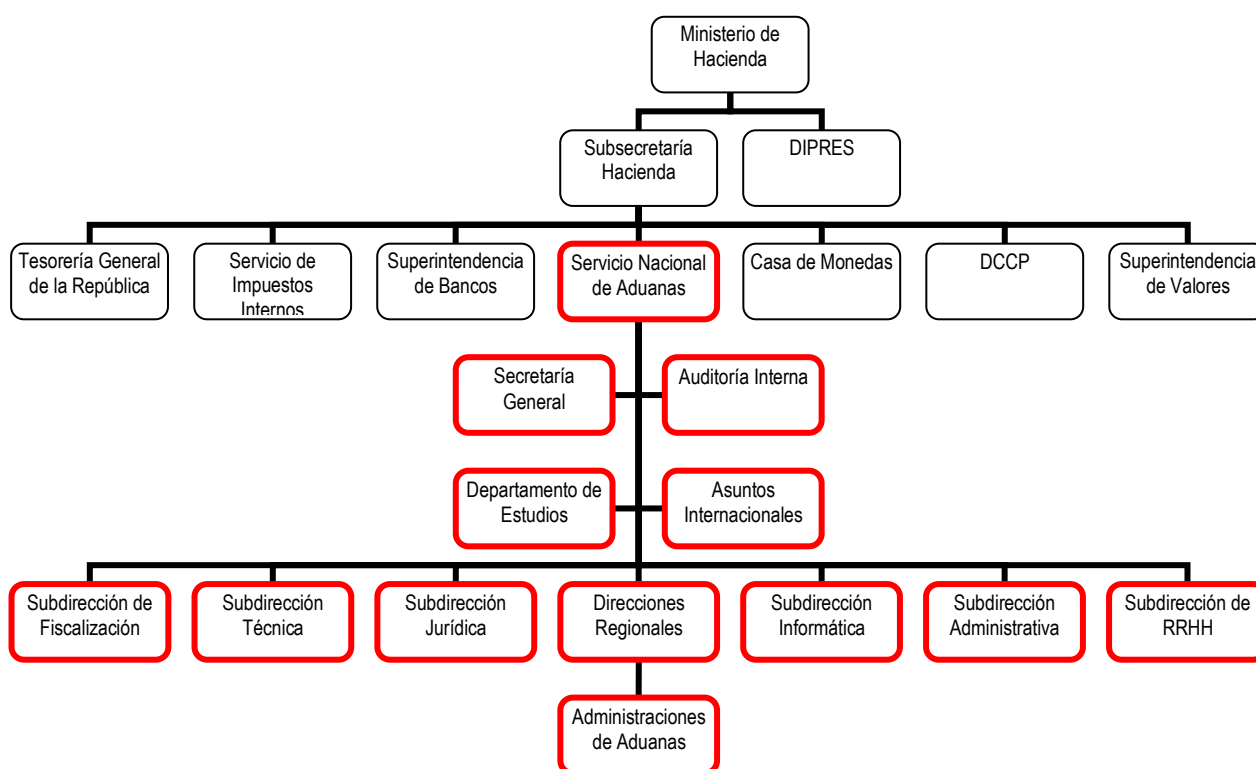 Ministerio de
Hacienda
Subsecretaría
Hacienda
DIPRES
Tesorería General
de la República
Servicio de
Impuestos
Internos
Superintendencia
de Bancos
Servicio Nacional
de Aduanas
Casa de Monedas
DCCP
Superintendencia
de Valores
Secretaría
General
Auditoría Interna
Departamento de
Estudios
Asuntos
Internacionales
Subdirección de
Fiscalización
Subdirección
Técnica
Subdirección
Jurídica
Direcciones
Regionales
Subdirección
Informática
Subdirección
Administrativa
Subdirección de
RRHH
Administraciones
de Aduanas